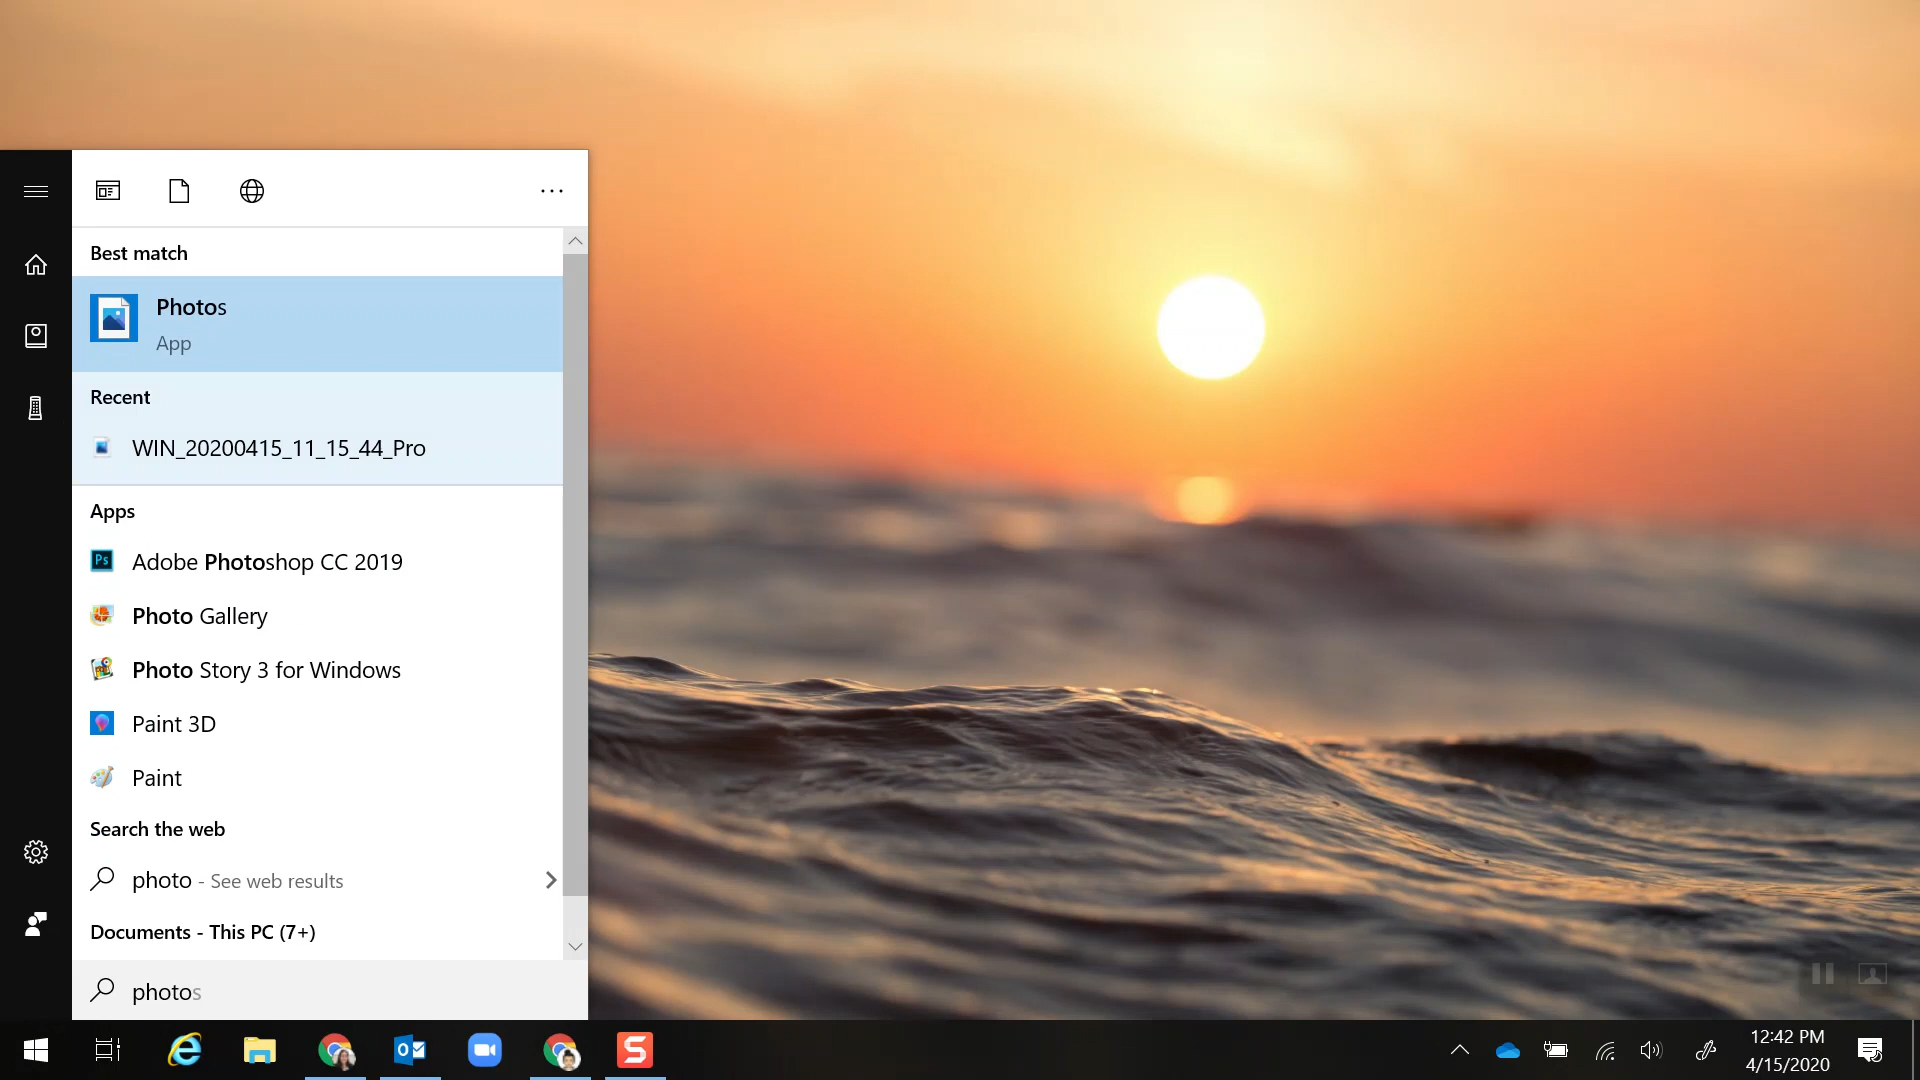 ...
Best match
Photos
App
Recent
WIN_20200415_11_15_44_Pro
Apps
Ps
Adobe Photoshop CC 2019
Photo Gallery
Photo Story 3 for Windows
Paint 3D
Paint
Search the web
photo - See web results
Documents - This PC (7+)
photos
12:42 PM
4/15/2020